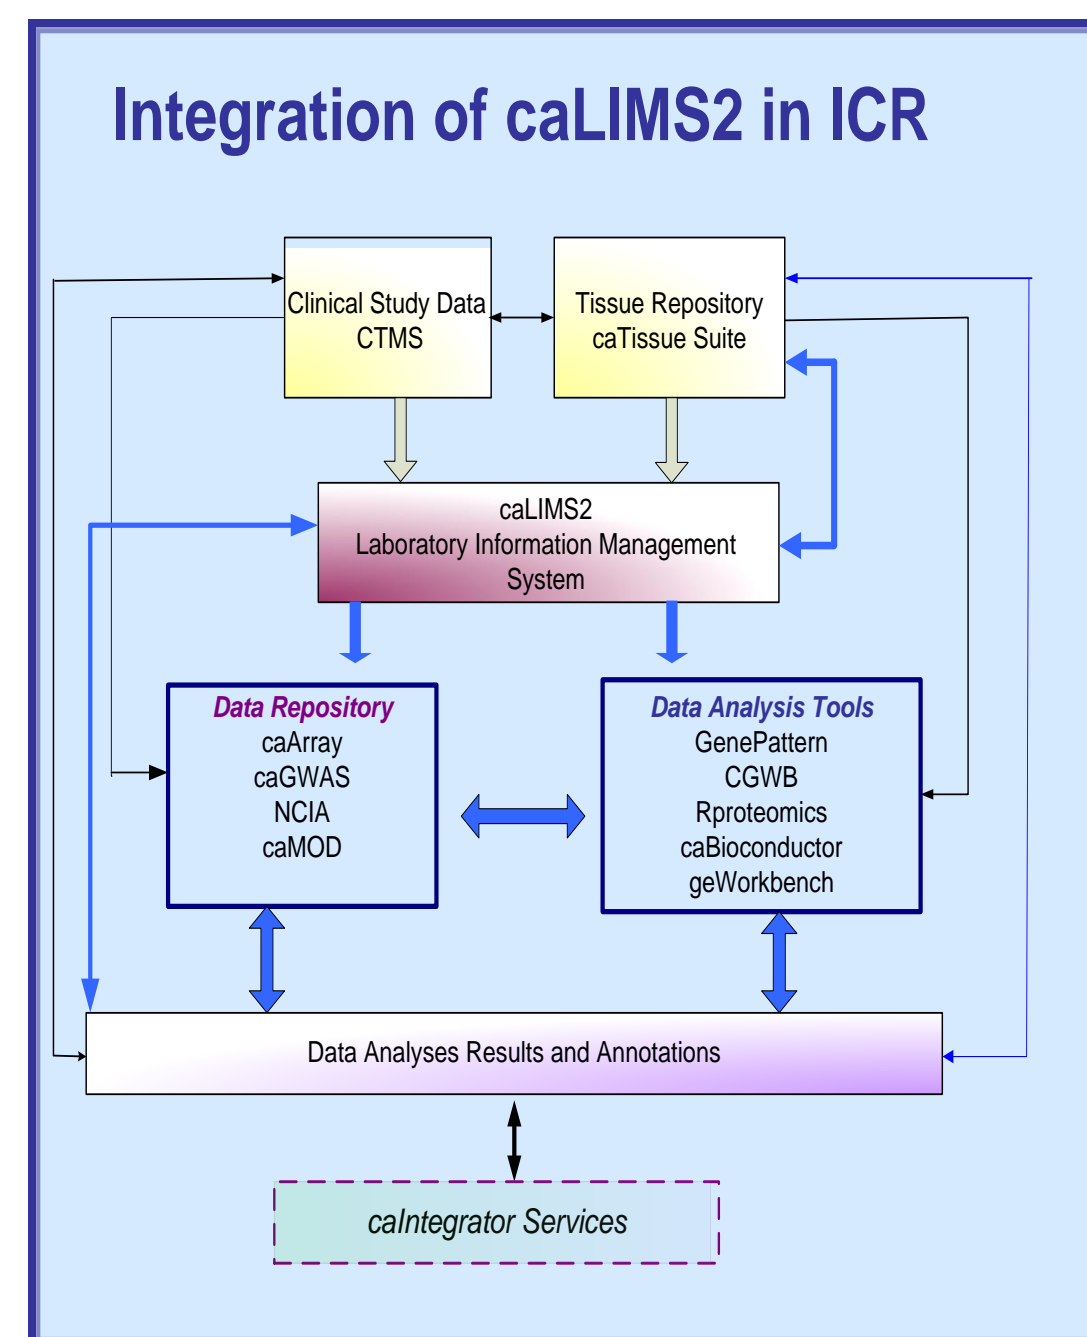 Integration of caLIMS2 in ICR
Clinical Study Data
CTMS
Tissue Repository
caTissue Suite
caLIMS2
Laboratory Information Management
System
Data Repository
caArray
caGWAS
NCIA
caMOD
Data Analysis Tools
GenePattern
CGWB
Rproteomics
caBioconductor
geWorkbench
Data Analyses Results and Annotations
caIntegrator Services